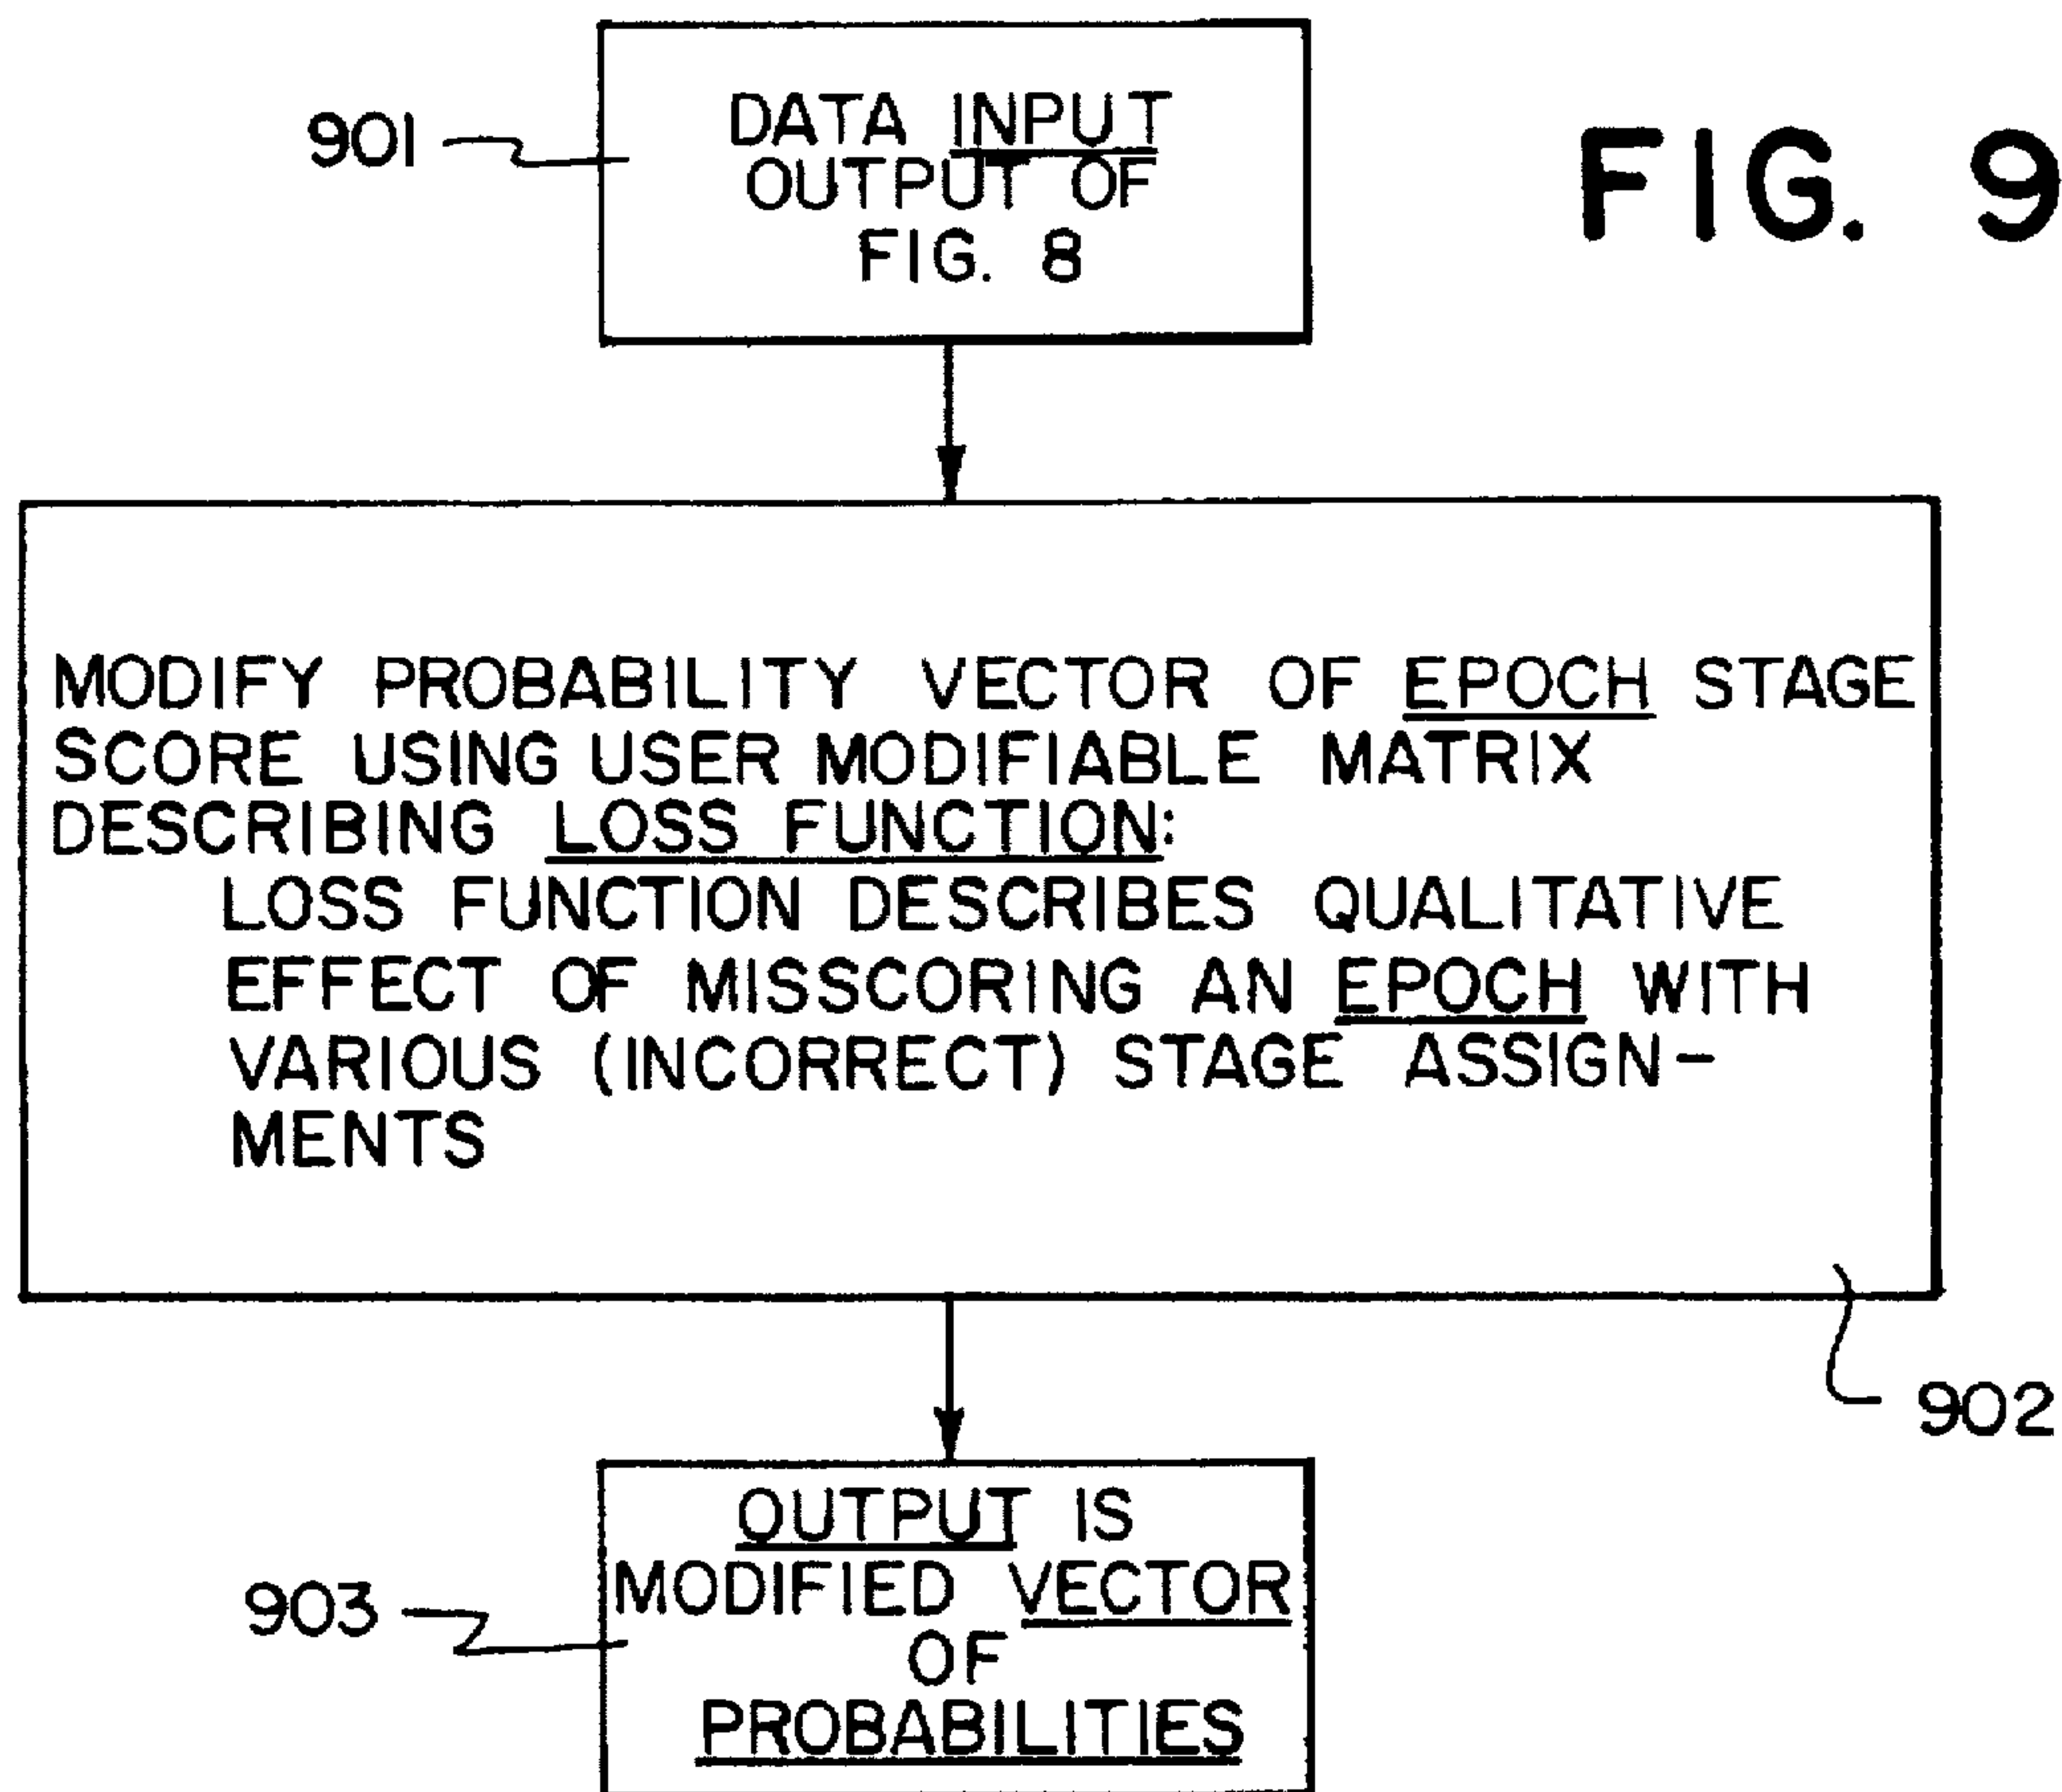 FIG. 9
901
DATA INPUT
OUTPUT OF
FIG. 8
MODIFY PROBABILITY VECTOR OF EPOCH STAGE
SCORE USING USER MODIFIABLE MATRIX
DESCRIBING LOSS FUNCTION:
LOSS FUNCTION DESCRIBES QUALITATIVE
EFFECT OF MISSCORING AN EPOCH WITH
VARIOUS (INCORRECT) STAGE ASSIGN-
MENTS
902
OUTPUT IS
MODIFIED VECTOR
OF
PROBABILITIES
903